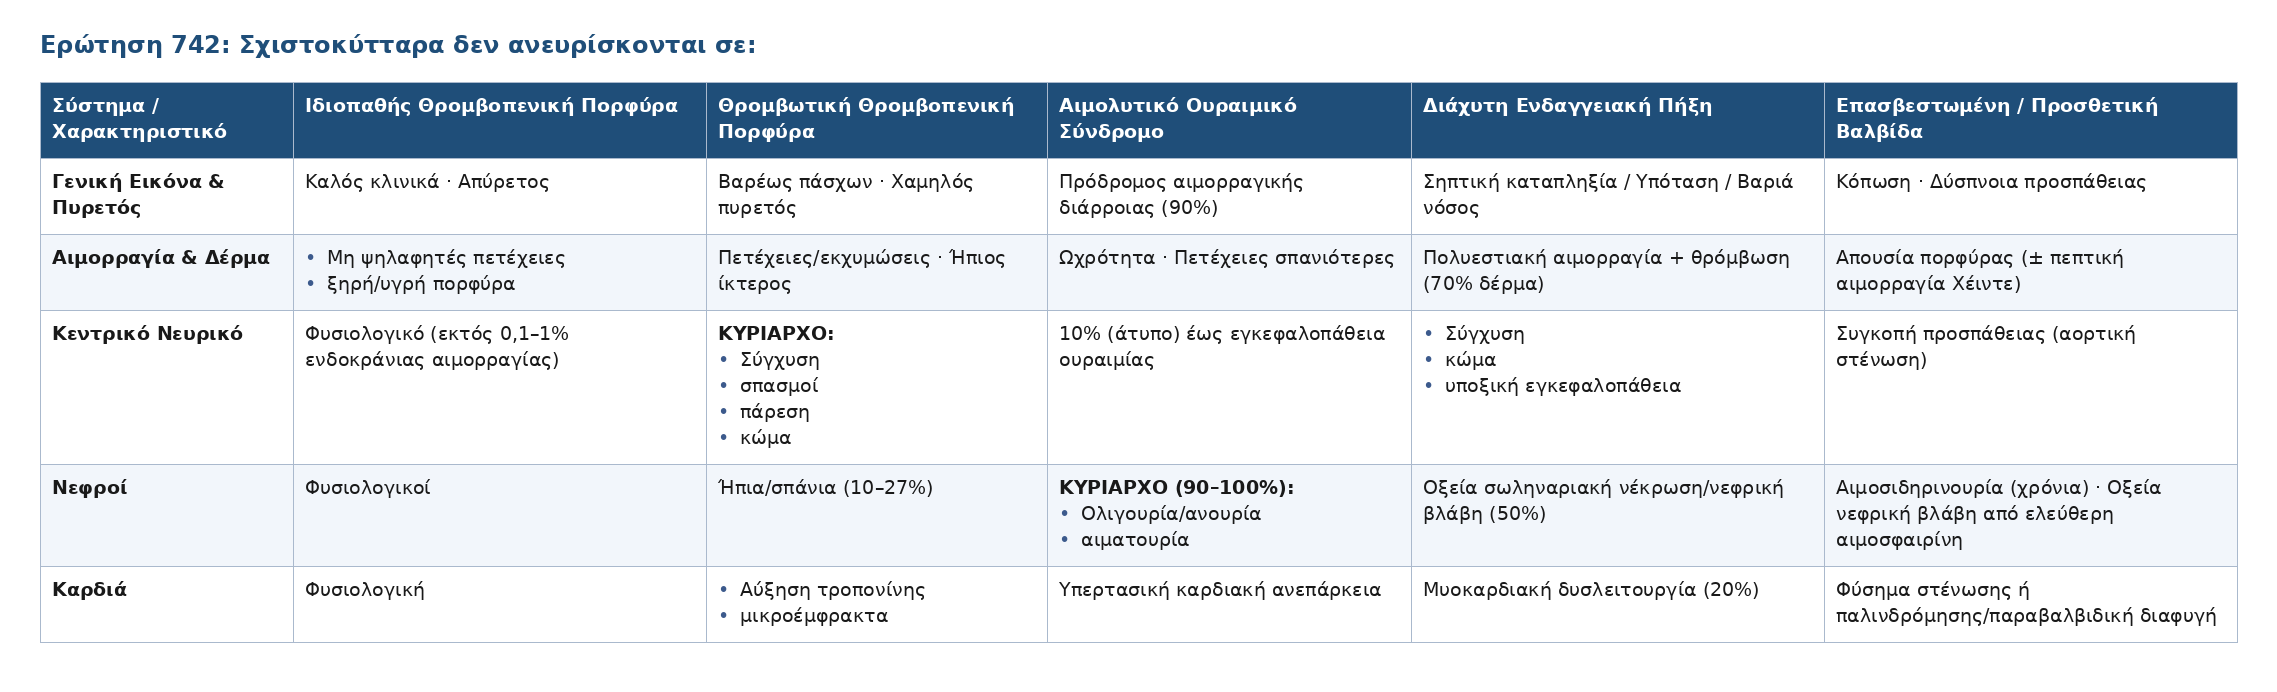 Ερώτηση 742: Σχιστοκύτταρα δεν ανευρίσκονται σε:
Σύστημα /
Χαρακτηριστικό
Ιδιοπαθής Θρομβοπενική Πορφύρα
Θρομβωτική Θρομβοπενική
Πορφύρα
Αιμολυτικό Ουραιμικό
Σύνδρομο
Διάχυτη Ενδαγγειακή Πήξη
Επασβεστωμένη / Προσθετική
Βαλβίδα
Γενική Εικόνα &
Πυρετός
Καλός κλινικά · Απύρετος
Βαρέως πάσχων · Χαμηλός
πυρετός
Πρόδρομος αιμορραγικής
διάρροιας (90%)
Σηπτική καταπληξία / Υπόταση / Βαριά
νόσος
Κόπωση · Δύσπνοια προσπάθειας
Αιμορραγία & Δέρμα
• Μη ψηλαφητές πετέχειες
• ξηρή/υγρή πορφύρα
Πετέχειες/εκχυμώσεις · Ήπιος
ίκτερος
Ωχρότητα · Πετέχειες σπανιότερες
Πολυεστιακή αιμορραγία + θρόμβωση
(70% δέρμα)
Απουσία πορφύρας (± πεπτική
αιμορραγία Χέιντε)
Κεντρικό Νευρικό
Φυσιολογικό (εκτός 0,1–1%
ενδοκράνιας αιμορραγίας)
ΚΥΡΙΑΡΧΟ:
• Σύγχυση
• σπασμοί
• πάρεση
• κώμα
10% (άτυπο) έως εγκεφαλοπάθεια
ουραιμίας
• Σύγχυση
• κώμα
• υποξική εγκεφαλοπάθεια
Συγκοπή προσπάθειας (αορτική
στένωση)
Νεφροί
Φυσιολογικοί
Ήπια/σπάνια (10–27%)
ΚΥΡΙΑΡΧΟ (90–100%):
• Ολιγουρία/ανουρία
• αιματουρία
Οξεία σωληναριακή νέκρωση/νεφρική
βλάβη (50%)
Αιμοσιδηρινουρία (χρόνια) · Οξεία
νεφρική βλάβη από ελεύθερη
αιμοσφαιρίνη
Καρδιά
Φυσιολογική
• Αύξηση τροπονίνης
• μικροέμφρακτα
Υπερτασική καρδιακή ανεπάρκεια
Μυοκαρδιακή δυσλειτουργία (20%)
Φύσημα στένωσης ή
παλινδρόμησης/παραβαλβιδική διαφυγή